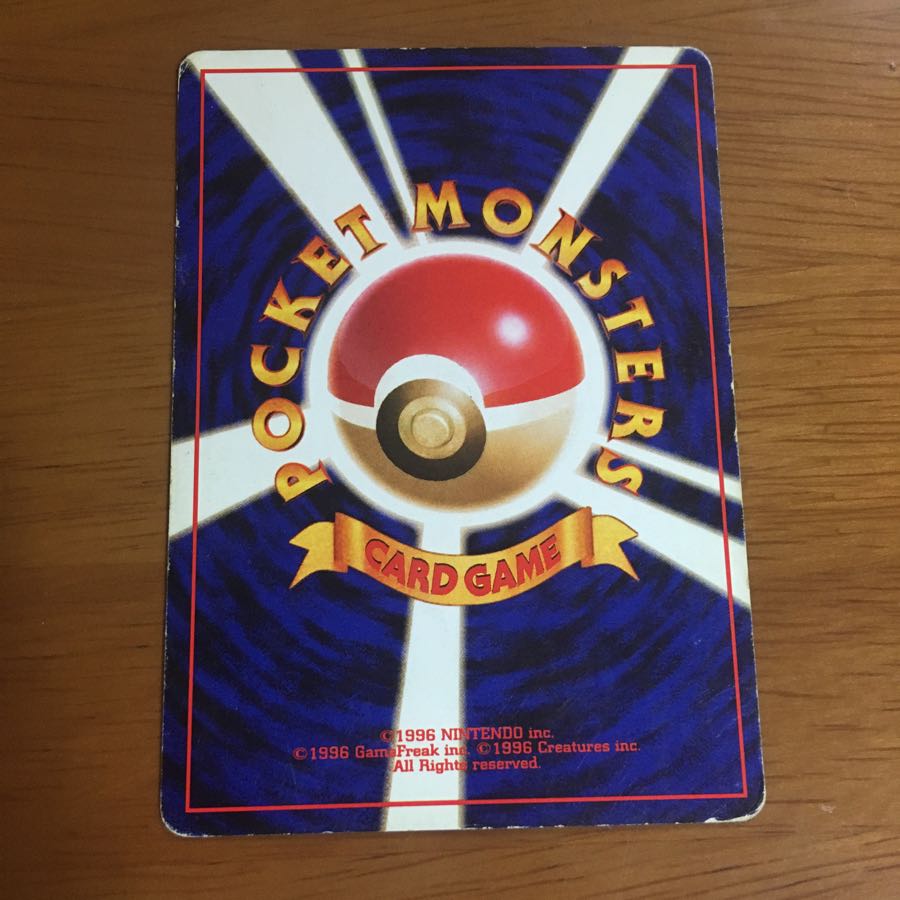 POCKET MONSTERS
CARD GAME
©1996 NINTENDO inc.
©1996 GameFreak inc. ©1996 Creatures inc.
All Rights reserved.